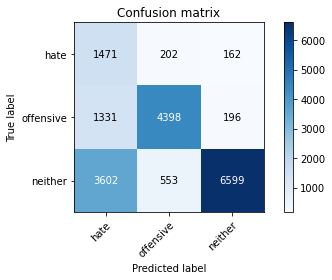 Confusion matrix
hate 1471 202 162
offensive 1331 4398 196
neither 3602 553 6599
hate offensive neither
True label
Predicted label
6000
5000
4000
3000
2000
1000